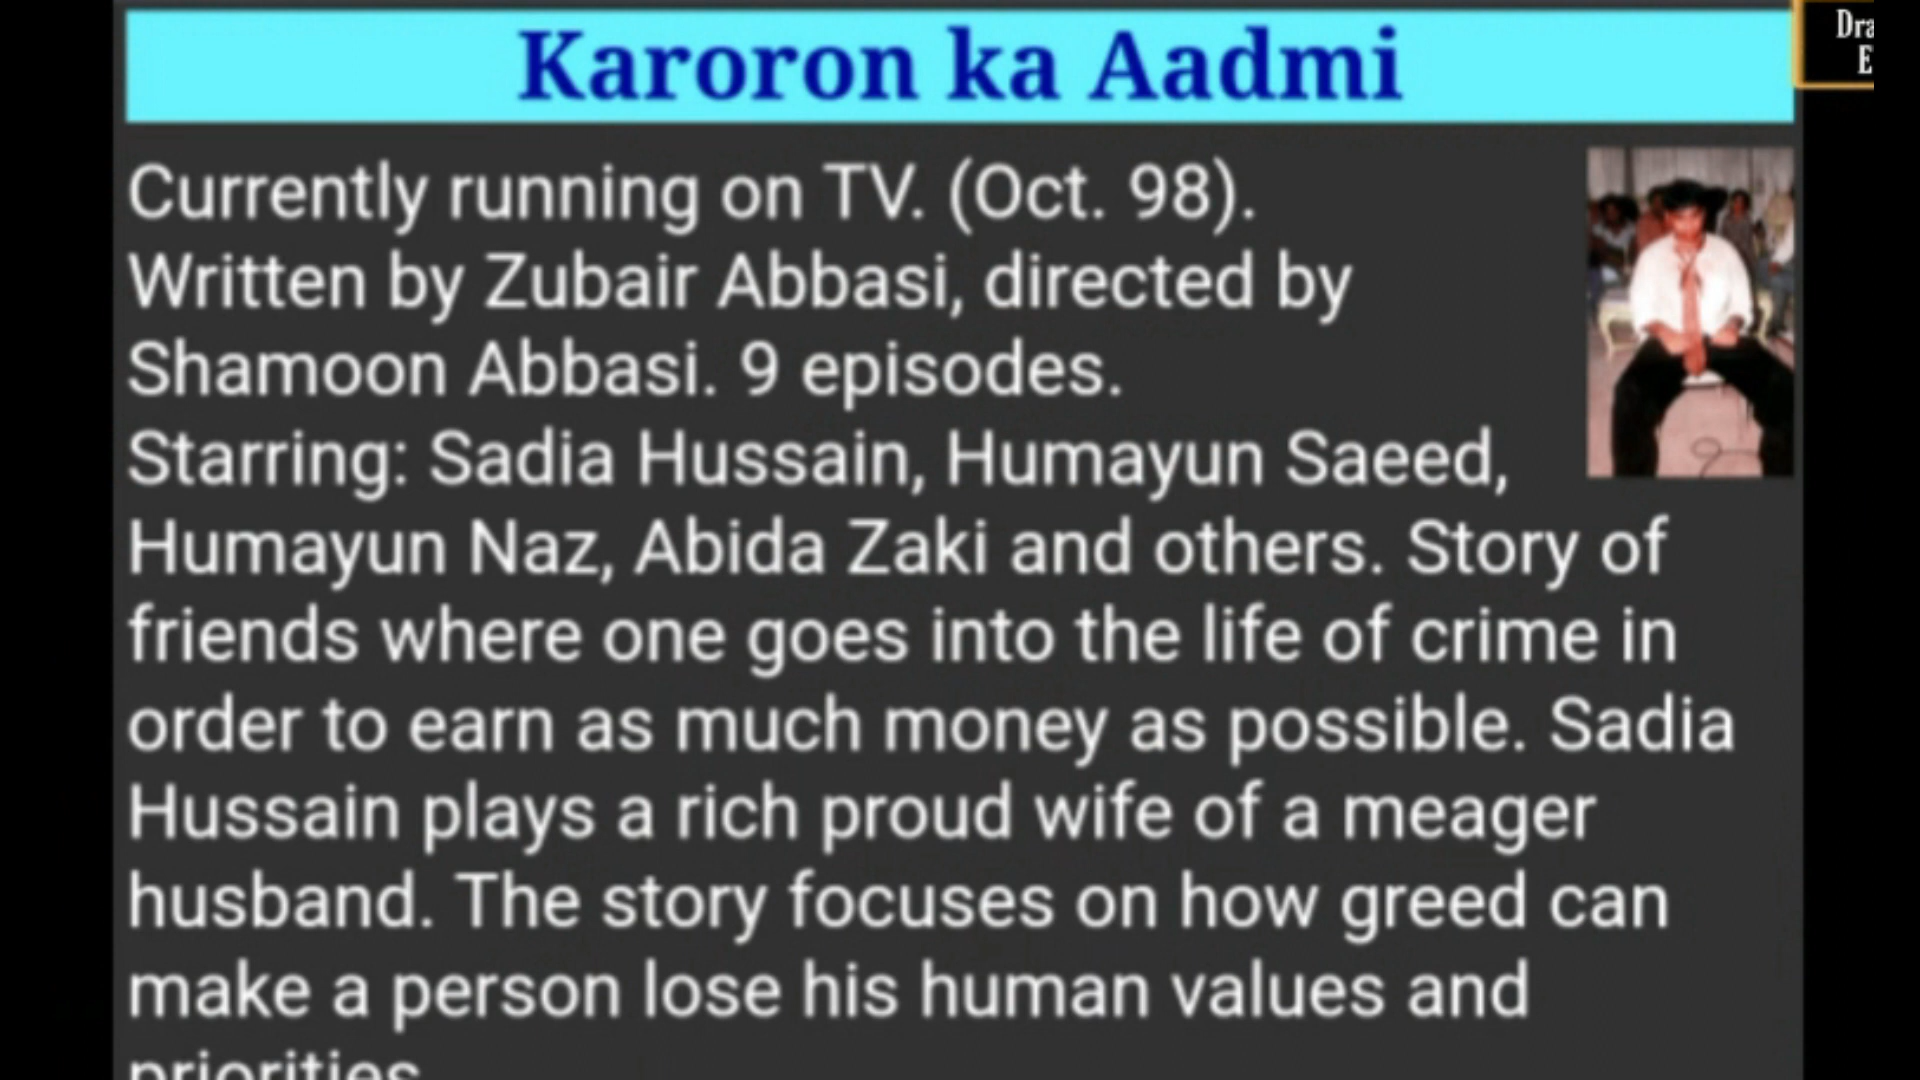 Karoron ka Aadmi
Dra
E
Currently running on TV. (Oct. 98).
Written by Zubair Abbasi, directed by
Shamoon Abbasi. 9 episodes.
Starring: Sadia Hussain, Humayun Saeed,
Humayun Naz, Abida Zaki and others. Story of
friends where one goes into the life of crime in
order to earn as much money as possible. Sadia
Hussain plays a rich proud wife of a meager
husband. The story focuses on how greed can
make a person lose his human values and
priorities